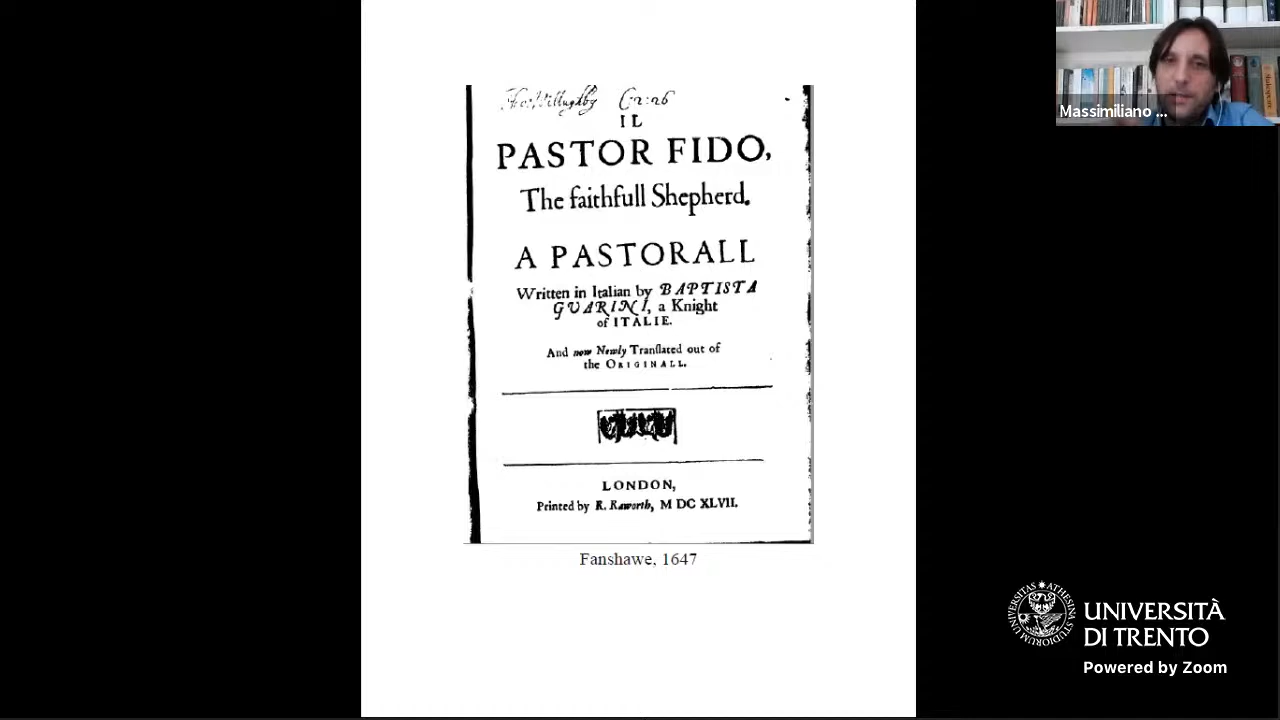 IL
PASTOR FIDO,
The faithfull Shepherd.
A PASTORALL
Written in Italian by BAPTISTA
GUARINI, a Knight
of ITALIE.
And now Newly Translated out of
the ORIGINALL.
LONDON,
Printed by R. Raworth, M DC XLVII.
Fanshawe, 1647
Massimiliano ...
UNIVERSITÀ
DI TRENTO
Powered by Zoom